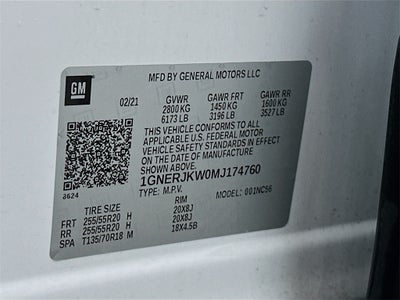 GM
MFD BY GENERAL MOTORS LLC
02/21 GVWR GAWR FRT GAWR RR
2800 KG 1450 KG 1600 KG
6173 LB 3196 LB 3527 LB
THIS VEHICLE CONFORMS TO ALL
APPLICABLE U.S. FEDERAL MOTOR
VEHICLE SAFETY STANDARDS IN
EFFECT ON THE DATE OF MANUFACTURE
SHOWN ABOVE.
1GNERJKW0MJ174760
TYPE: M.P.V. MODEL: 001NC56
8624
TIRE SIZE RIM
FRT 255/55R20 H 20X8J
RR 255/55R20 H 20X8J
SPA T135/70R18 M 18X4.5B